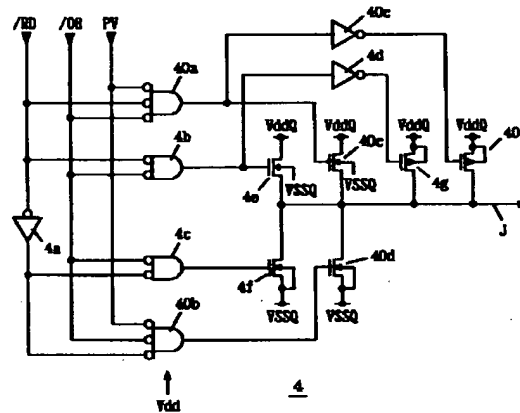 /RD /OE PV
40c
40a
4d
VddQ VddQ VddQ VddQ
4b
40e
40
VSSQ
4g
4e
VSSQ
4a
J
4c
40d
4f
40b
VSSQ VSSQ
4
Vdd